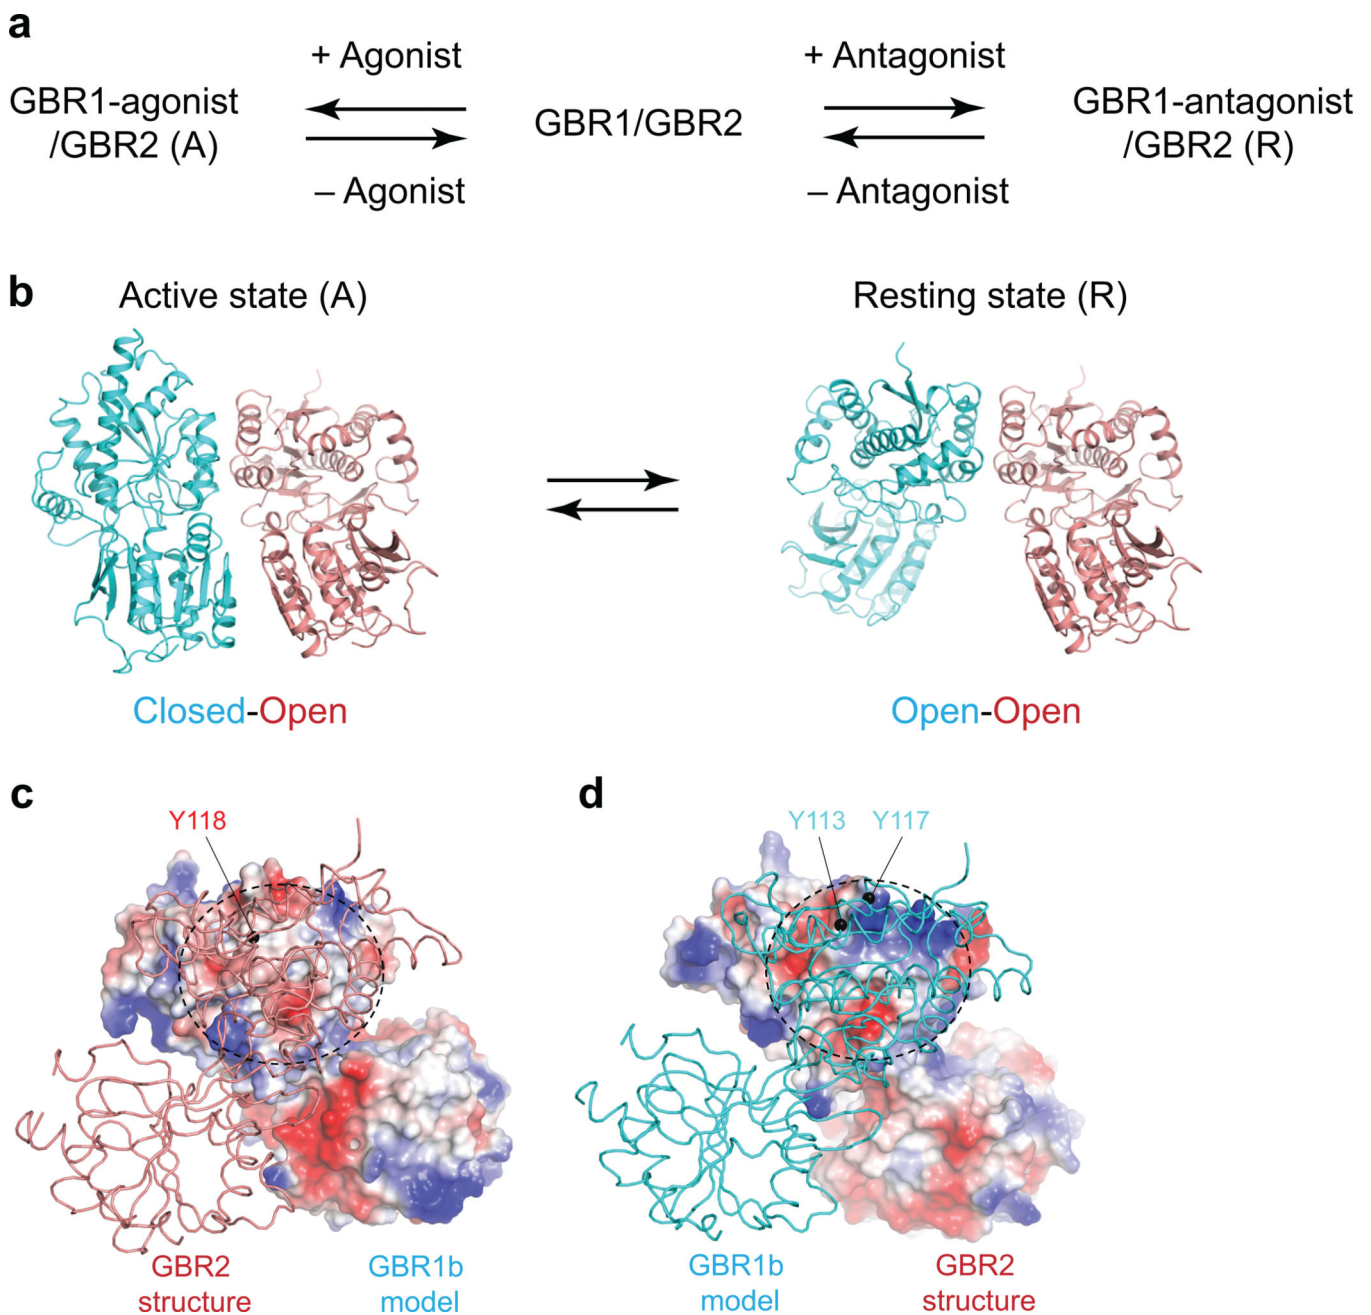 a
+ Agonist
+ Antagonist
GBR1-agonist
/GBR2 (A)
GBR1/GBR2
GBR1-antagonist
/GBR2 (R)
– Agonist
– Antagonist
b
Active state (A)
Resting state (R)
Closed-Open
Open-Open
c
Y118
GBR2
structure
GBR1b
model
d
Y113
Y117
GBR1b
model
GBR2
structure